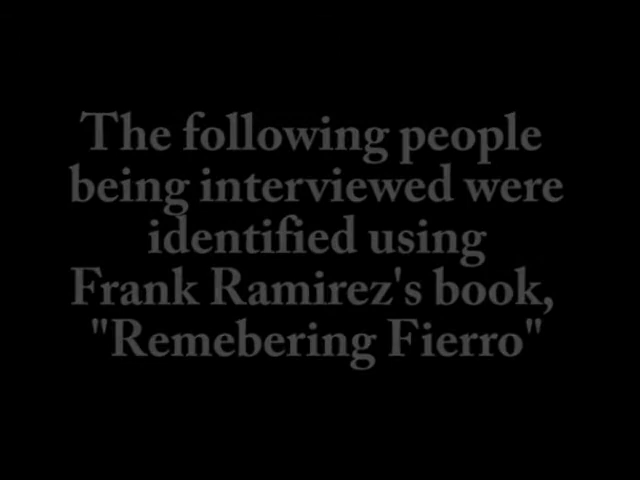 The following people
being interviewed were
identified using
Frank Ramirez's book,
"Remebering Fierro"